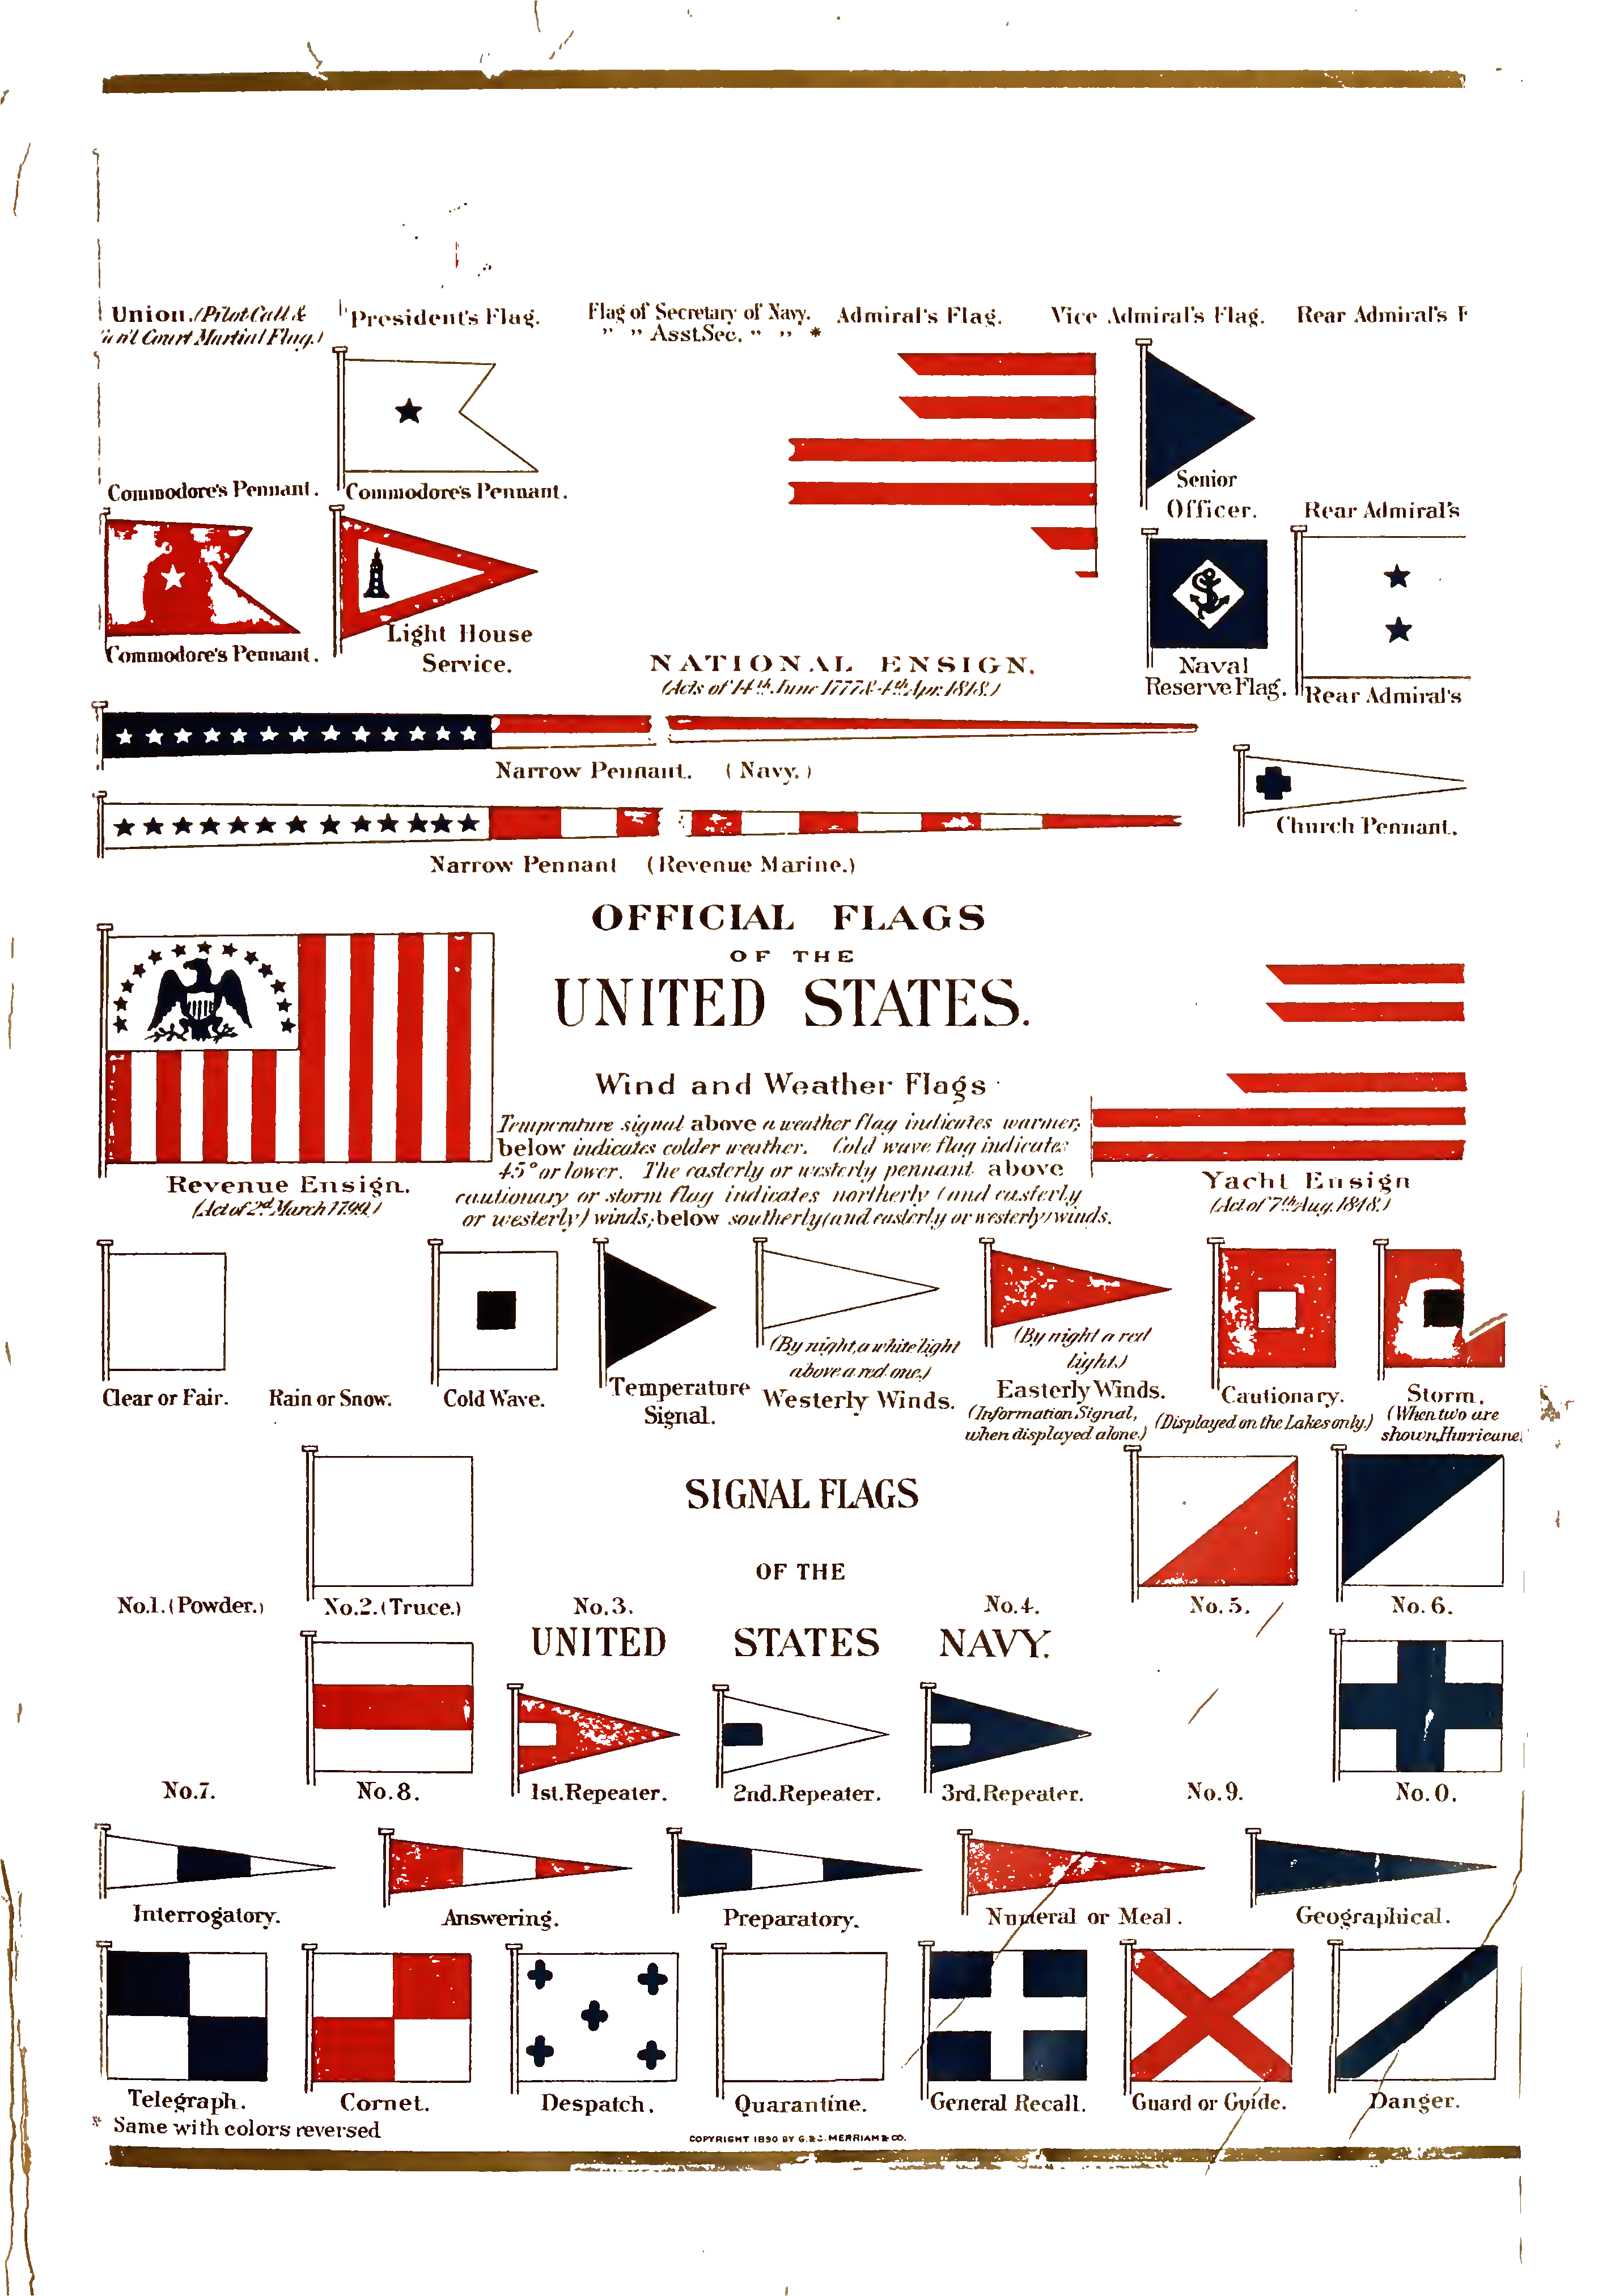 Union. (Pilot Call &
Gen'l Court Martial Flag.)
President's Flag.
Flag of Secretary of Navy.
" " Asst. Sec. " " *
Admiral's Flag.
Vice Admiral's Flag.
Rear Admiral's F
Commodore's Pennant.
Commodore's Pennant.
Senior
Officer.
Rear Admiral's
Commodore's Pennant.
Light House
Service.
NATIONAL ENSIGN.
(Acts of 14th June 1777 & 4th Apr. 1818.)
Naval
Reserve Flag.
Rear Admiral's
Narrow Pennant. (Navy.)
Church Pennant.
Narrow Pennant (Revenue Marine.)
OFFICIAL FLAGS
OF THE
UNITED STATES.
Wind and Weather Flags
Temperature signal above a weather flag indicates warmer,
below indicates colder weather. Cold wave flag indicates
45° or lower. The easterly or westerly pennant above
cautionary or storm flag indicates northerly (and easterly
or westerly) winds; below southerly (and easterly or westerly) winds.
Revenue Ensign.
(Act of 2d March 1799.)
Yacht Ensign
(Act of 7th Aug. 1848.)
Clear or Fair.
Rain or Snow.
Cold Wave.
Temperature
Signal.
(By night, a white light
above a red one.)
Westerly Winds.
(By night a red
light.)
Easterly Winds.
(Information Signal,
when displayed alone.)
Cautionary.
(Displayed on the Lakes only.)
Storm.
(When two are
shown, Hurricane.
SIGNAL FLAGS
OF THE
UNITED STATES NAVY.
No. 1. (Powder.)
No. 2. (Truce.)
No. 3.
No. 4.
No. 5.
No. 6.
No. 7.
No. 8.
1st. Repeater.
2nd. Repeater.
3rd. Repeater.
No. 9.
No. 0.
Interrogatory.
Answering.
Preparatory.
Numeral or Meal.
Geographical.
Telegraph.
Cornet.
Despatch.
Quarantine.
General Recall.
Guard or Guide.
Danger.
* Same with colors reversed
COPYRIGHT 1890 BY G. & C. MERRIAM & CO.